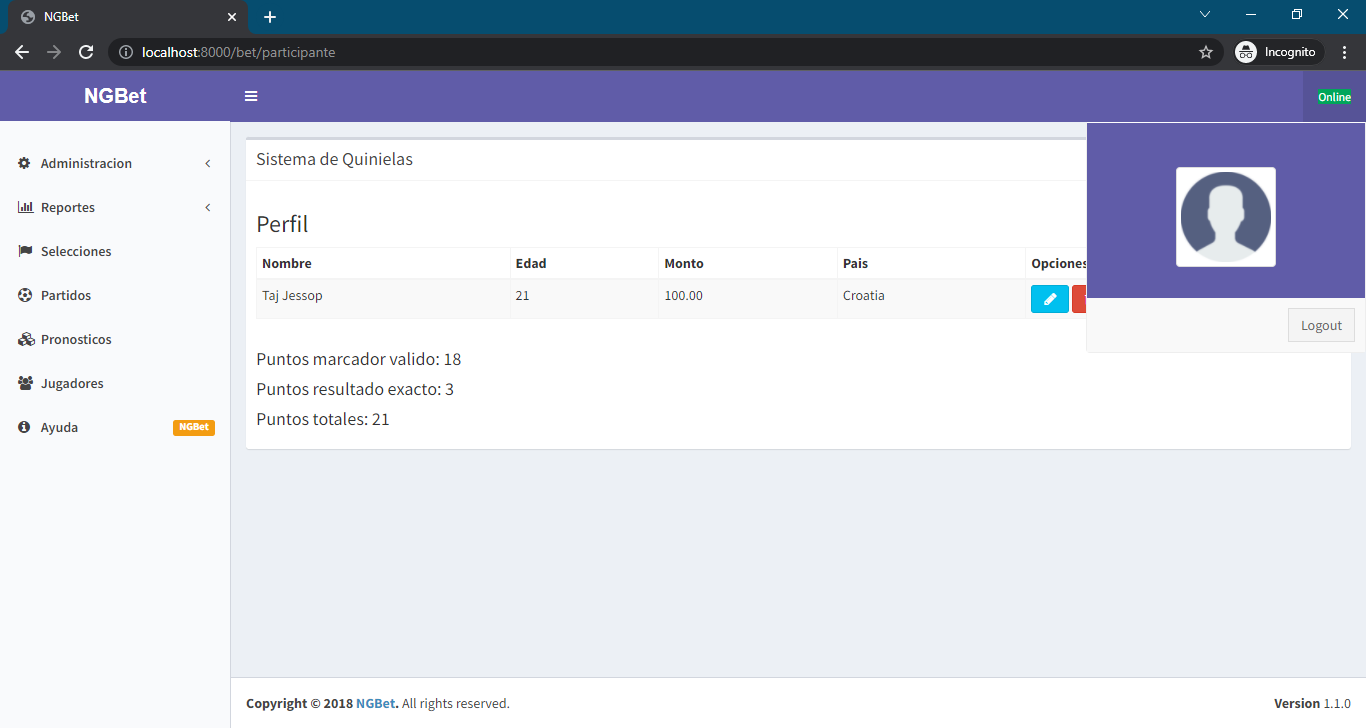 NGBet
localhost:8000/bet/participante
Incognito
NGBet
Online
Administracion
Reportes
Selecciones
Partidos
Pronosticos
Jugadores
Ayuda NGBet
Sistema de Quinielas
Perfil
Nombre Edad Monto Pais Opciones
Taj Jessop 21 100.00 Croatia
Logout
Puntos marcador valido: 18
Puntos resultado exacto: 3
Puntos totales: 21
Copyright © 2018 NGBet. All rights reserved.
Version 1.1.0